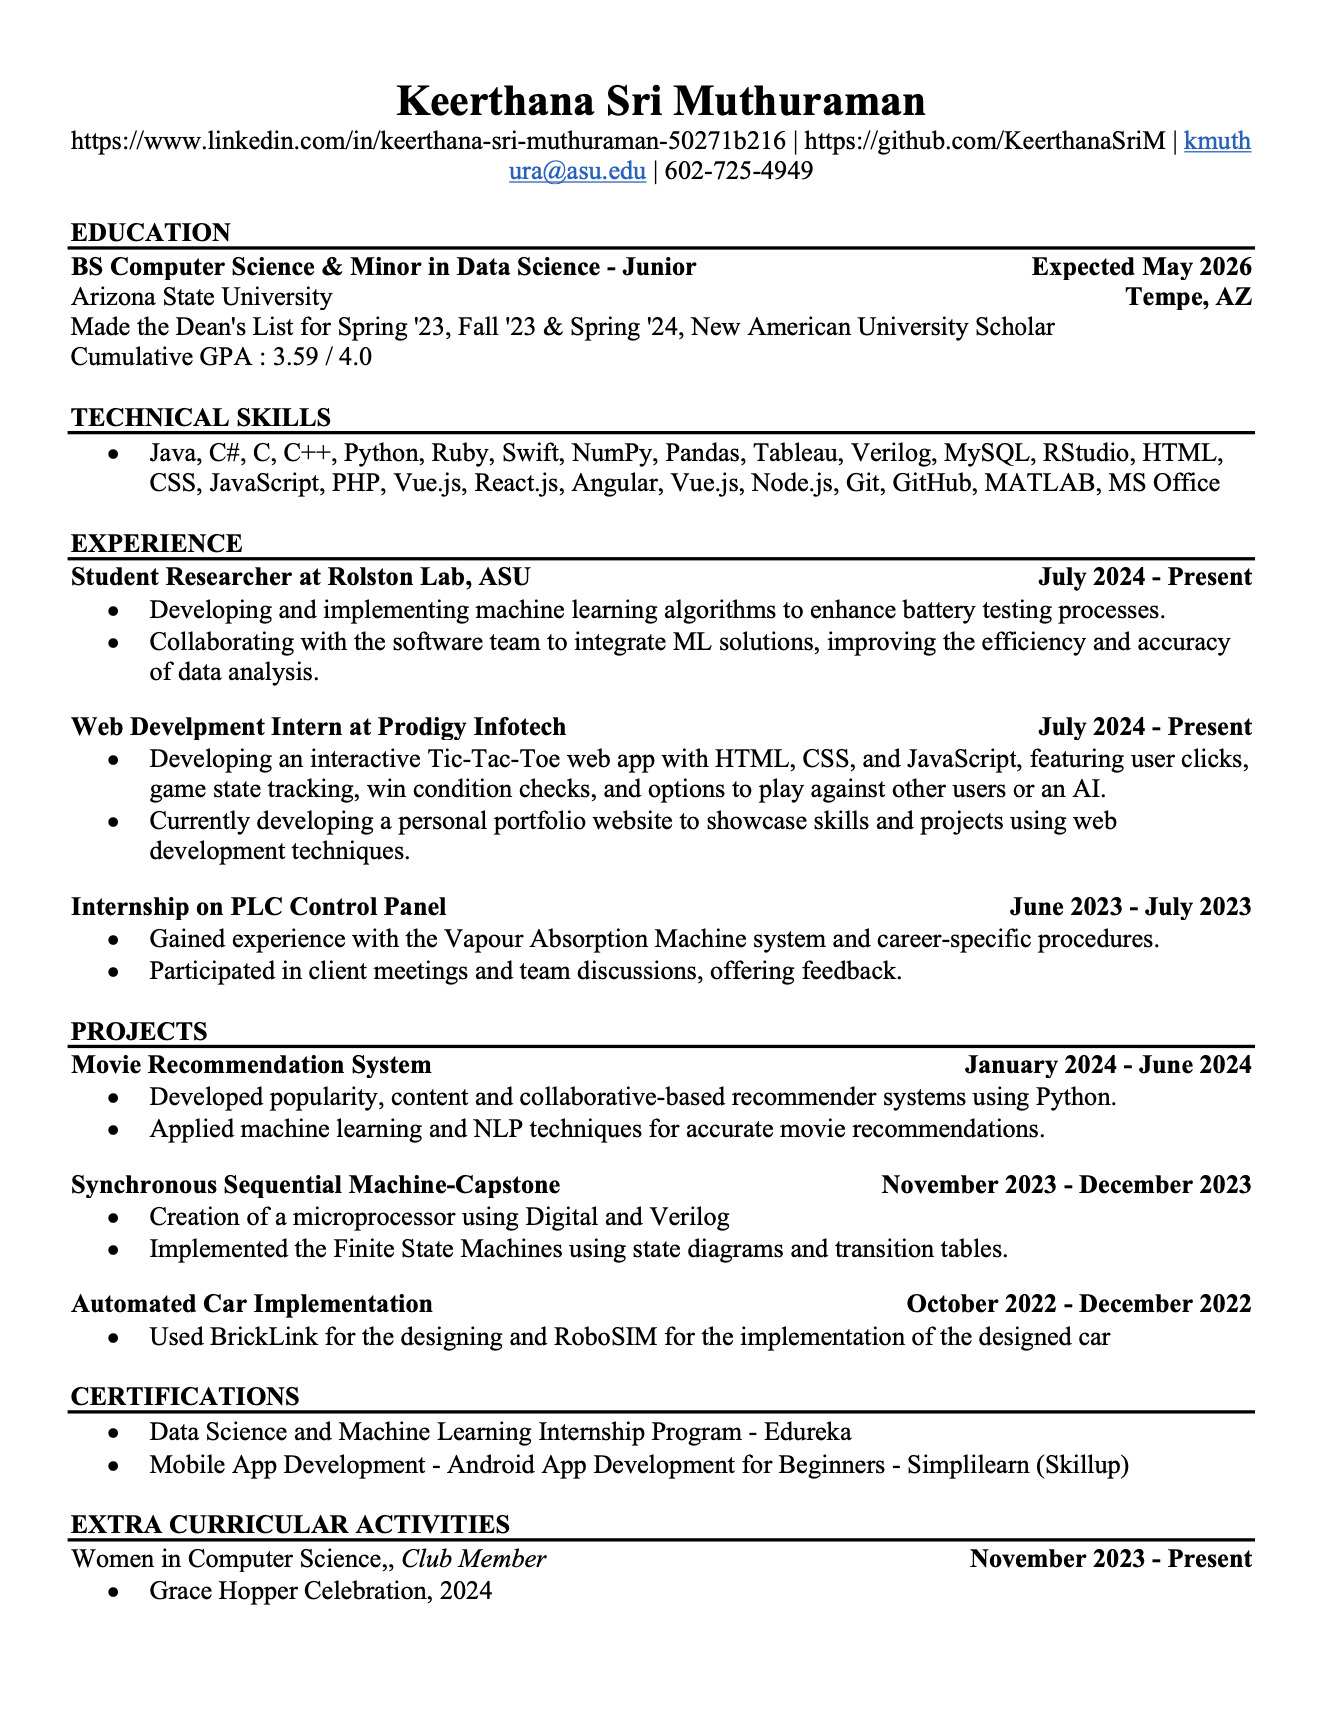 Keerthana Sri Muthuraman
https://www.linkedin.com/in/keerthana-sri-muthuraman-50271b216 | https://github.com/KeerthanaSriM | kmuth
ura@asu.edu | 602-725-4949
EDUCATION
BS Computer Science & Minor in Data Science - Junior Expected May 2026
Arizona State University Tempe, AZ
Made the Dean's List for Spring '23, Fall '23 & Spring '24, New American University Scholar
Cumulative GPA : 3.59 / 4.0
TECHNICAL SKILLS
• Java, C#, C, C++, Python, Ruby, Swift, NumPy, Pandas, Tableau, Verilog, MySQL, RStudio, HTML,
CSS, JavaScript, PHP, Vue.js, React.js, Angular, Vue.js, Node.js, Git, GitHub, MATLAB, MS Office
EXPERIENCE
Student Researcher at Rolston Lab, ASU July 2024 - Present
• Developing and implementing machine learning algorithms to enhance battery testing processes.
• Collaborating with the software team to integrate ML solutions, improving the efficiency and accuracy
of data analysis.
Web Develpment Intern at Prodigy Infotech July 2024 - Present
• Developing an interactive Tic-Tac-Toe web app with HTML, CSS, and JavaScript, featuring user clicks,
game state tracking, win condition checks, and options to play against other users or an AI.
• Currently developing a personal portfolio website to showcase skills and projects using web
development techniques.
Internship on PLC Control Panel June 2023 - July 2023
• Gained experience with the Vapour Absorption Machine system and career-specific procedures.
• Participated in client meetings and team discussions, offering feedback.
PROJECTS
Movie Recommendation System January 2024 - June 2024
• Developed popularity, content and collaborative-based recommender systems using Python.
• Applied machine learning and NLP techniques for accurate movie recommendations.
Synchronous Sequential Machine-Capstone November 2023 - December 2023
• Creation of a microprocessor using Digital and Verilog
• Implemented the Finite State Machines using state diagrams and transition tables.
Automated Car Implementation October 2022 - December 2022
• Used BrickLink for the designing and RoboSIM for the implementation of the designed car
CERTIFICATIONS
• Data Science and Machine Learning Internship Program - Edureka
• Mobile App Development - Android App Development for Beginners - Simplilearn (Skillup)
EXTRA CURRICULAR ACTIVITIES
Women in Computer Science,, Club Member November 2023 - Present
• Grace Hopper Celebration, 2024